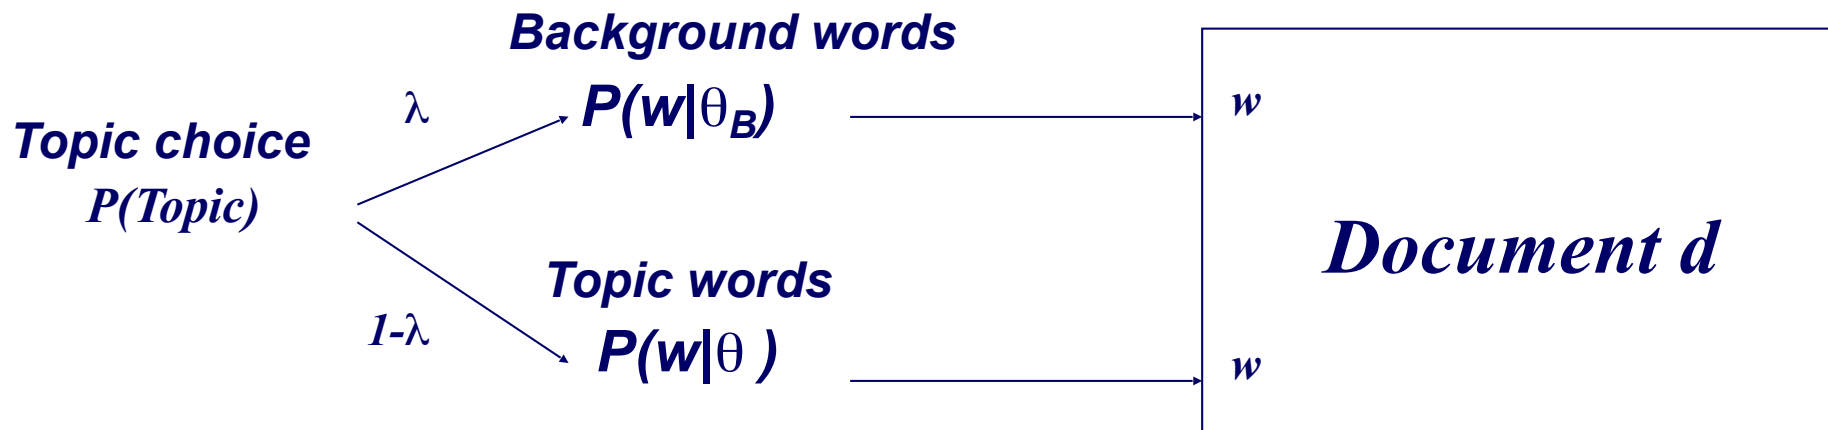 Background words
λ
P(w|θB)
w
Topic choice
P(Topic)
Document d
Topic words
1-λ
P(w|θ )
w